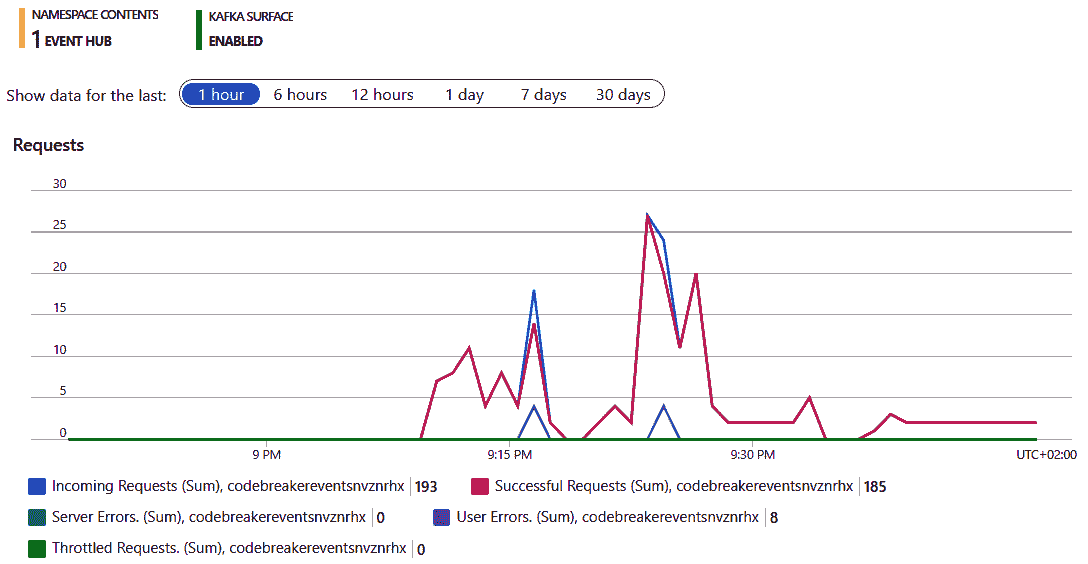 NAMESPACE CONTENTS KAFKA SURFACE
1 EVENT HUB ENABLED
Show data for the last: 1 hour 6 hours 12 hours 1 day 7 days 30 days
Requests
30
25
20
15
10
5
0
9 PM 9:15 PM 9:30 PM UTC+02:00
Incoming Requests (Sum), codebreakereventsnvznrhx 193 Successful Requests (Sum), codebreakereventsnvznrhx 185
Server Errors. (Sum), codebreakereventsnvznrhx 0 User Errors. (Sum), codebreakereventsnvznrhx 8
Throttled Requests. (Sum), codebreakereventsnvznrhx 0